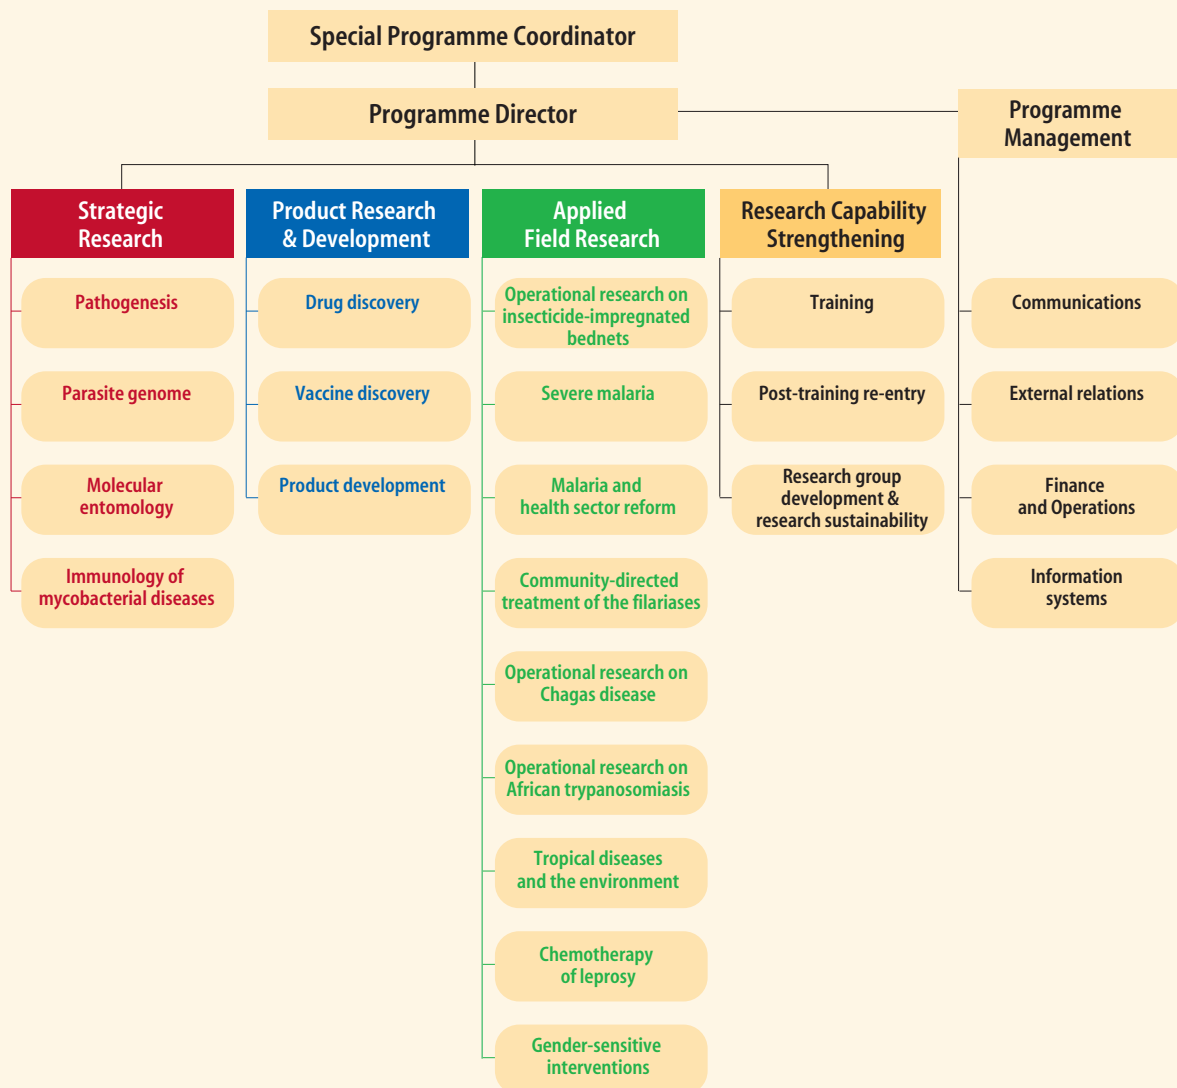 Special Programme Coordinator
Programme Director
Programme
Management
Strategic
Research
Pathogenesis
Parasite genome
Molecular
entomology
Immunology of
mycobacterial diseases
Product Research
& Development
Drug discovery
Vaccine discovery
Product development
Applied
Field Research
Operational research on
insecticide-impregnated
bednets
Severe malaria
Malaria and
health sector reform
Community-directed
treatment of the filariases
Operational research on
Chagas disease
Operational research on
African trypanosomiasis
Tropical diseases
and the environment
Chemotherapy
of leprosy
Gender-sensitive
interventions
Research Capability
Strengthening
Training
Post-training re-entry
Research group
development &
research sustainability
Communications
External relations
Finance
and Operations
Information
systems